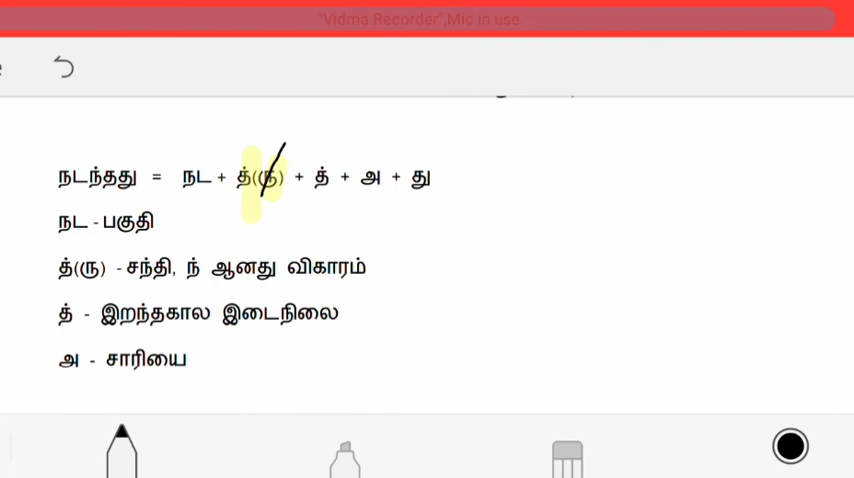 "Vidma Recorder",Mic in use
நடந்தது = நட + த்(ரு) + த் + அ + து
நட - பகுதி
த்(ரு) - சந்தி, ந் ஆனது விகாரம்
த் - இறந்தகால இடைநிலை
அ - சாரியை